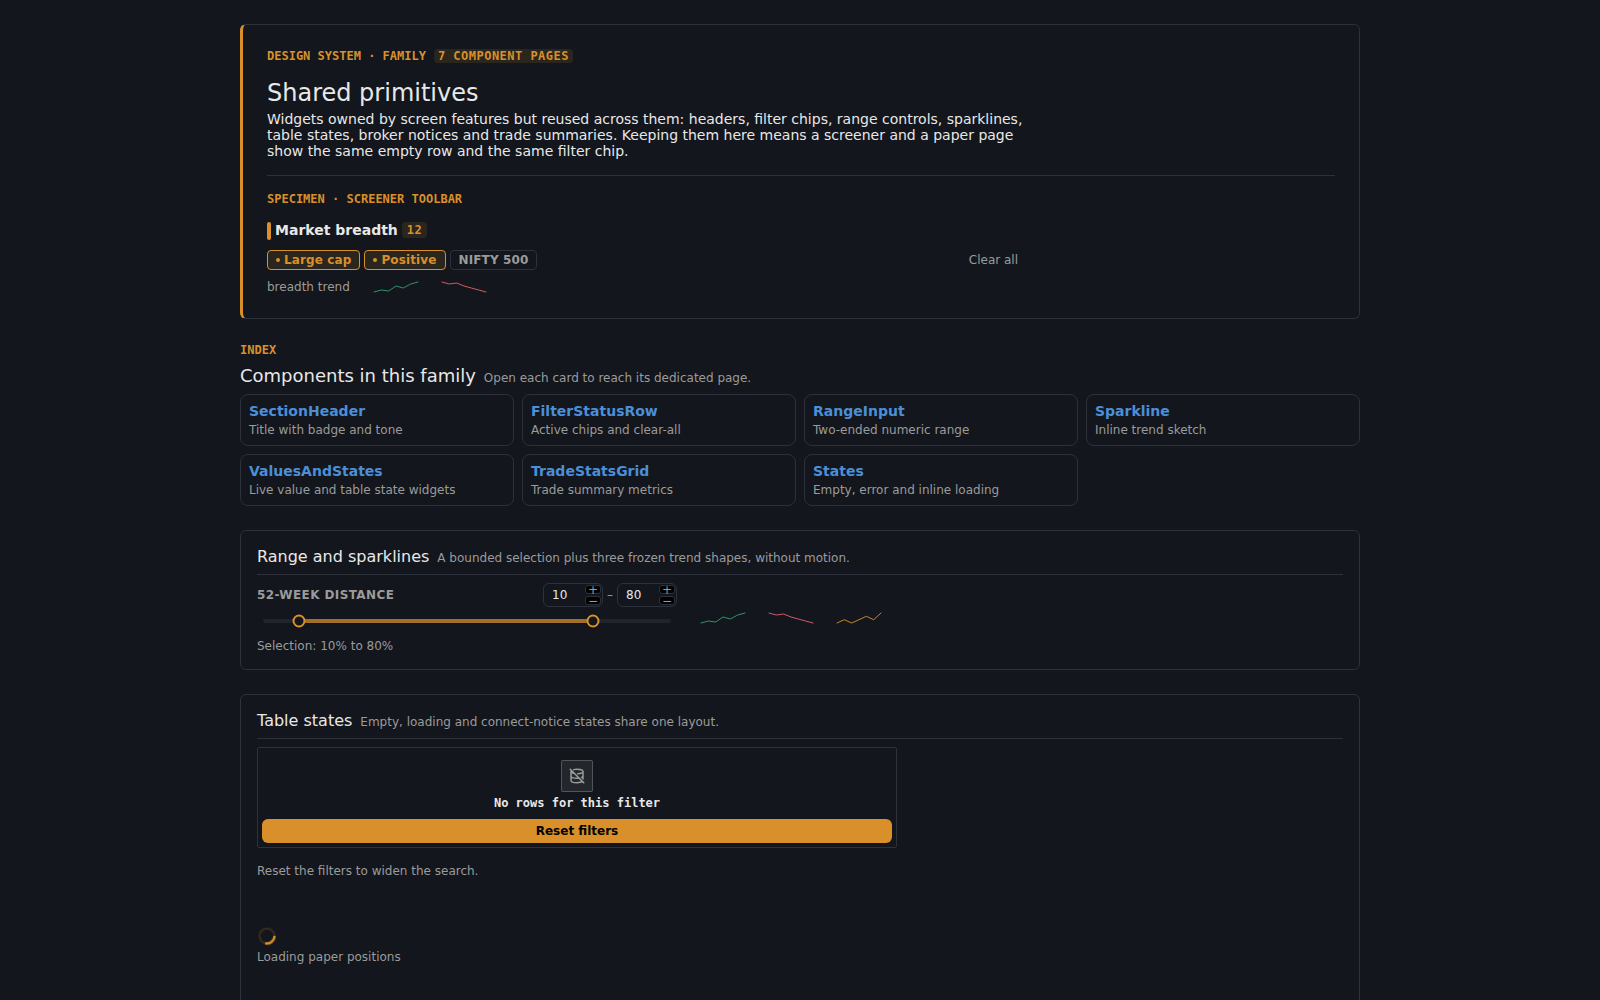 DESIGN SYSTEM · FAMILY 7 COMPONENT PAGES
Shared primitives
Widgets owned by screen features but reused across them: headers, filter chips, range controls, sparklines,
table states, broker notices and trade summaries. Keeping them here means a screener and a paper page
show the same empty row and the same filter chip.
SPECIMEN · SCREENER TOOLBAR
Market breadth 12
• Large cap • Positive NIFTY 500 Clear all
breadth trend
INDEX
Components in this family Open each card to reach its dedicated page.
SectionHeader FilterStatusRow RangeInput Sparkline
Title with badge and tone Active chips and clear-all Two-ended numeric range Inline trend sketch
ValuesAndStates TradeStatsGrid States
Live value and table state widgets Trade summary metrics Empty, error and inline loading
Range and sparklines A bounded selection plus three frozen trend shapes, without motion.
52-WEEK DISTANCE 10 + − – 80 + −
Selection: 10% to 80%
Table states Empty, loading and connect-notice states share one layout.
No rows for this filter
Reset filters
Reset the filters to widen the search.
Loading paper positions